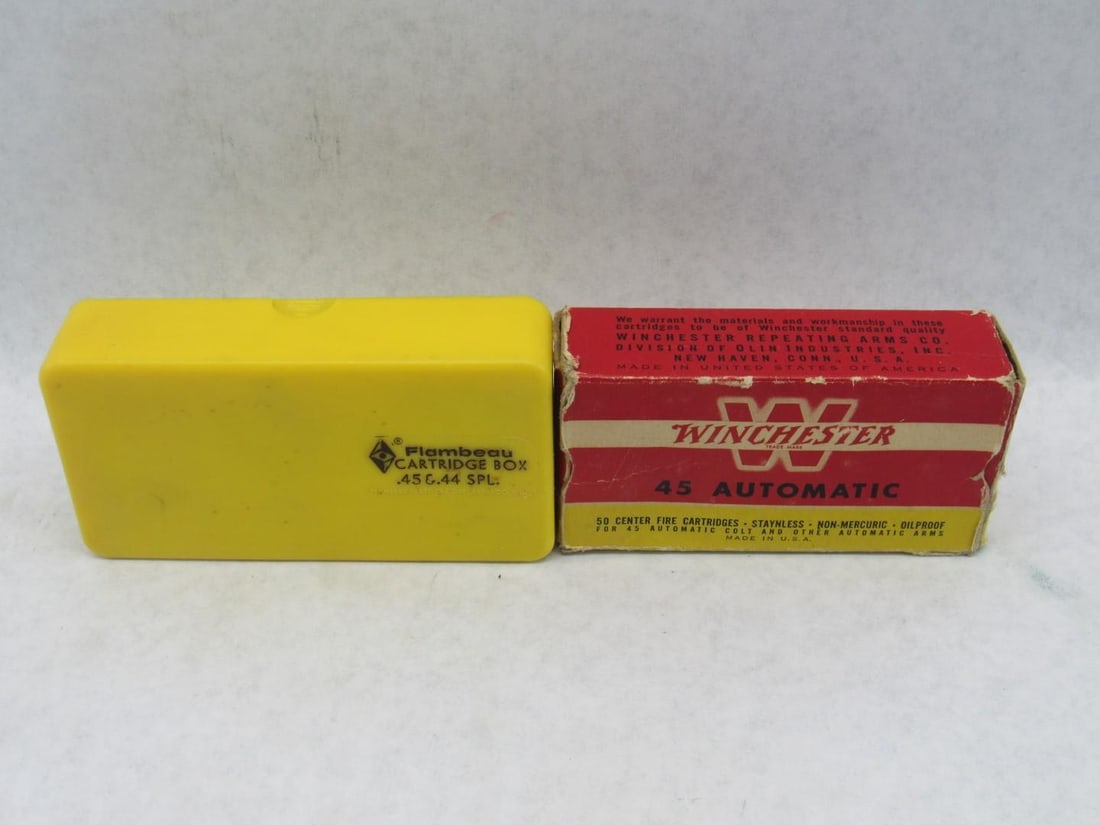 ® Flambeau
CARTRIDGE BOX
.45 & .44 SPL.
We warrant the materials and workmanship in these
cartridges to be of Winchester standard quality
WINCHESTER REPEATING ARMS CO.
DIVISION OF OLIN INDUSTRIES, INC.
NEW HAVEN, CONN., U. S. A.
MADE IN UNITED STATES OF AMERICA
W
WINCHESTER
TRADE MARK
45 AUTOMATIC
50 CENTER FIRE CARTRIDGES · STAYNLESS · NON-MERCURIC · OILPROOF
FOR 45 AUTOMATIC COLT AND OTHER AUTOMATIC ARMS
MADE IN U.S.A.